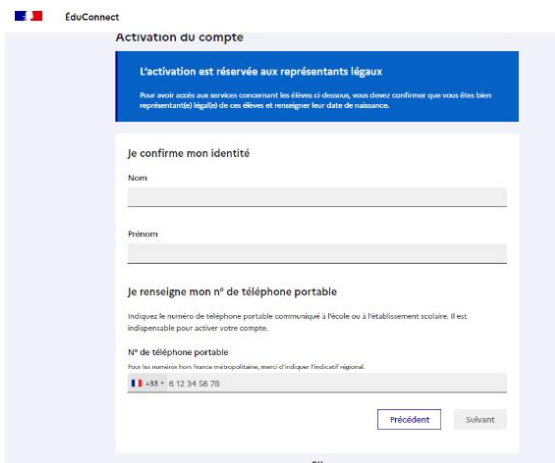 ÉduConnect
Activation du compte
L'activation est réservée aux représentants légaux
Pour avoir accès aux services concernant les élèves ci-dessous, vous devez confirmer que vous êtes bien
représentant(e) légal(e) de ces élèves et renseigner leur date de naissance.
Je confirme mon identité
Nom
Prénom
Je renseigne mon n° de téléphone portable
Indiquez le numéro de téléphone portable communiqué à l'école ou à l'établissement scolaire. Il est
indispensable pour activer votre compte.
N° de téléphone portable
Pour les numéros hors France métropolitaine, merci d'indiquer l'indicatif régional.
+33 6 12 34 56 78
Précédent Suivant